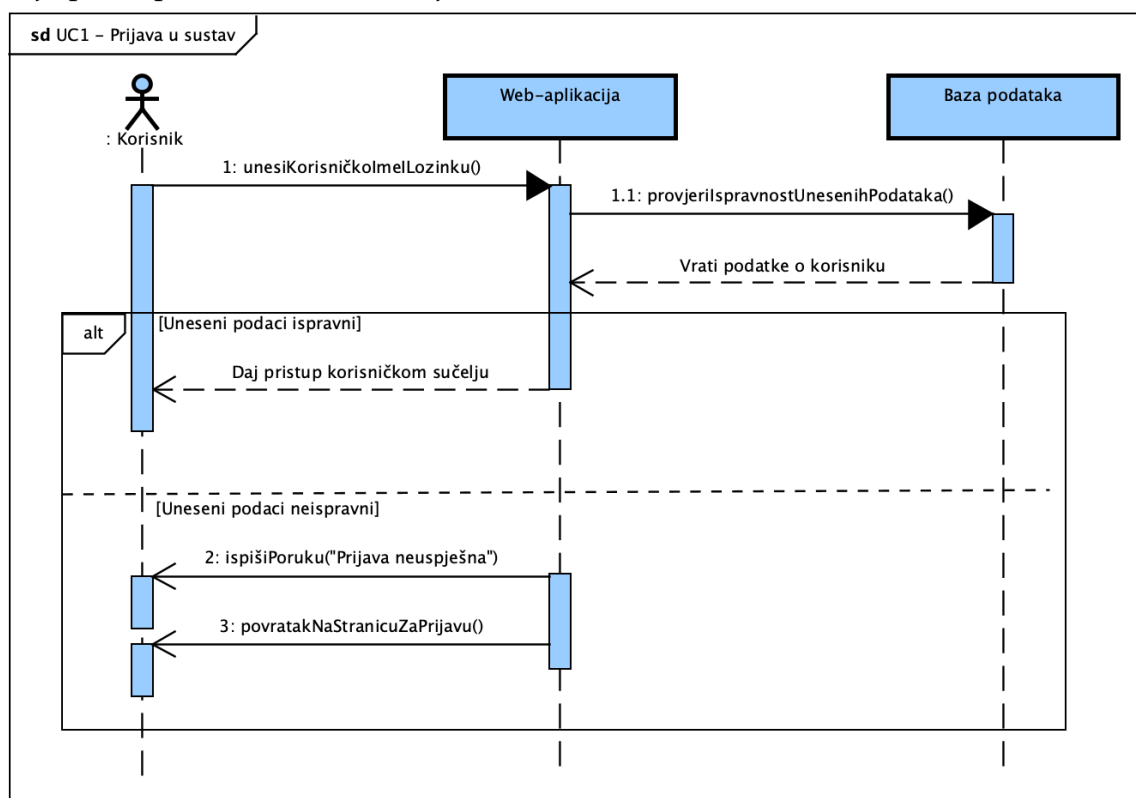 sd UC1 – Prijava u sustav
: Korisnik
Web-aplikacija
Baza podataka
1: unesiKorisničkoImeILozinku()
1.1: provjeriIspravnostUnesenihPodataka()
Vrati podatke o korisniku
alt
[Uneseni podaci ispravni]
Daj pristup korisničkom sučelju
[Uneseni podaci neispravni]
2: ispišiPoruku("Prijava neuspješna")
3: povratakNaStranicuZaPrijavu()